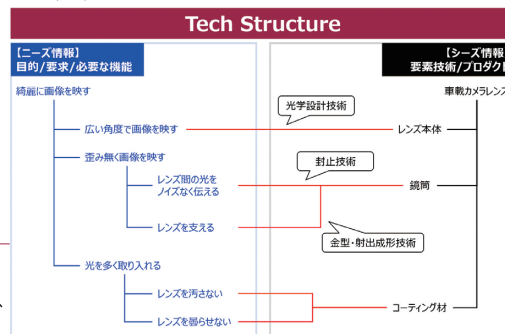 Tech Structure
【ニーズ情報】
目的/要求/必要な機能
【シーズ情報
要素技術/プロダクト
綺麗に画像を映す
車載カメラレンズ
光学設計技術
広い角度で画像を映す
レンズ本体
歪み無く画像を映す
封止技術
レンズ間の光を
ノイズなく伝える
鏡筒
レンズを支える
金型・射出成形技術
光を多く取り入れる
レンズを汚さない
コーティング材
レンズを曇らせない